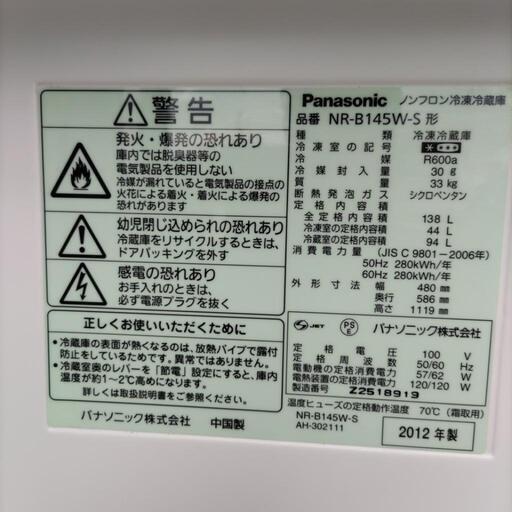 警告
発火・爆発の恐れあり
庫内では脱臭器等の
電気製品を使用しない
冷媒が漏れていると電気製品の接点の
火花による着火・着火による爆発の
恐れあり
幼児閉じ込められの恐れあり
冷蔵庫をリサイクルするときは、
ドアパッキングを外す
感電の恐れあり
お手入れのときは、
必ず電源プラグを抜く
正しくお使いいただくために
・冷蔵庫の表面が熱くなるのは、放熱パイプで露付
防止をしているためです。異常ではありません。
・冷蔵室奥のレバーを「節電」設定にすると、庫内
温度が約1~2℃高めになります。
詳しくは取扱説明書をご覧ください。
パナソニック株式会社 中国製
Panasonic ノンフロン冷凍冷蔵庫
品番 NR-B145W-S 形
種類 冷凍冷蔵庫
冷凍室の記号
冷媒 R600a
冷媒封入量 30 g
質量 33 kg
断熱発泡ガス シクロペンタン
定格内容積
全定格内容積 138 L
冷凍室の定格内容積 44 L
冷蔵室の定格内容積 94 L
消費電力量 (JIS C 9801-2006年)
50Hz 280kWh/年
60Hz 280kWh/年
外形寸法 幅 480 mm
奥行 586 mm
高さ 1119 mm
JET PS E パナソニック株式会社
定格電圧 100 V
定格周波数 50/60 Hz
電動機の定格消費電力 57/62 W
電熱装置の定格消費電力 120/120 W
製造番号 Z2518919
温度ヒューズの定格動作温度 70℃ (霜取用)
NR-B145W-S
AH-302111
2012 年製